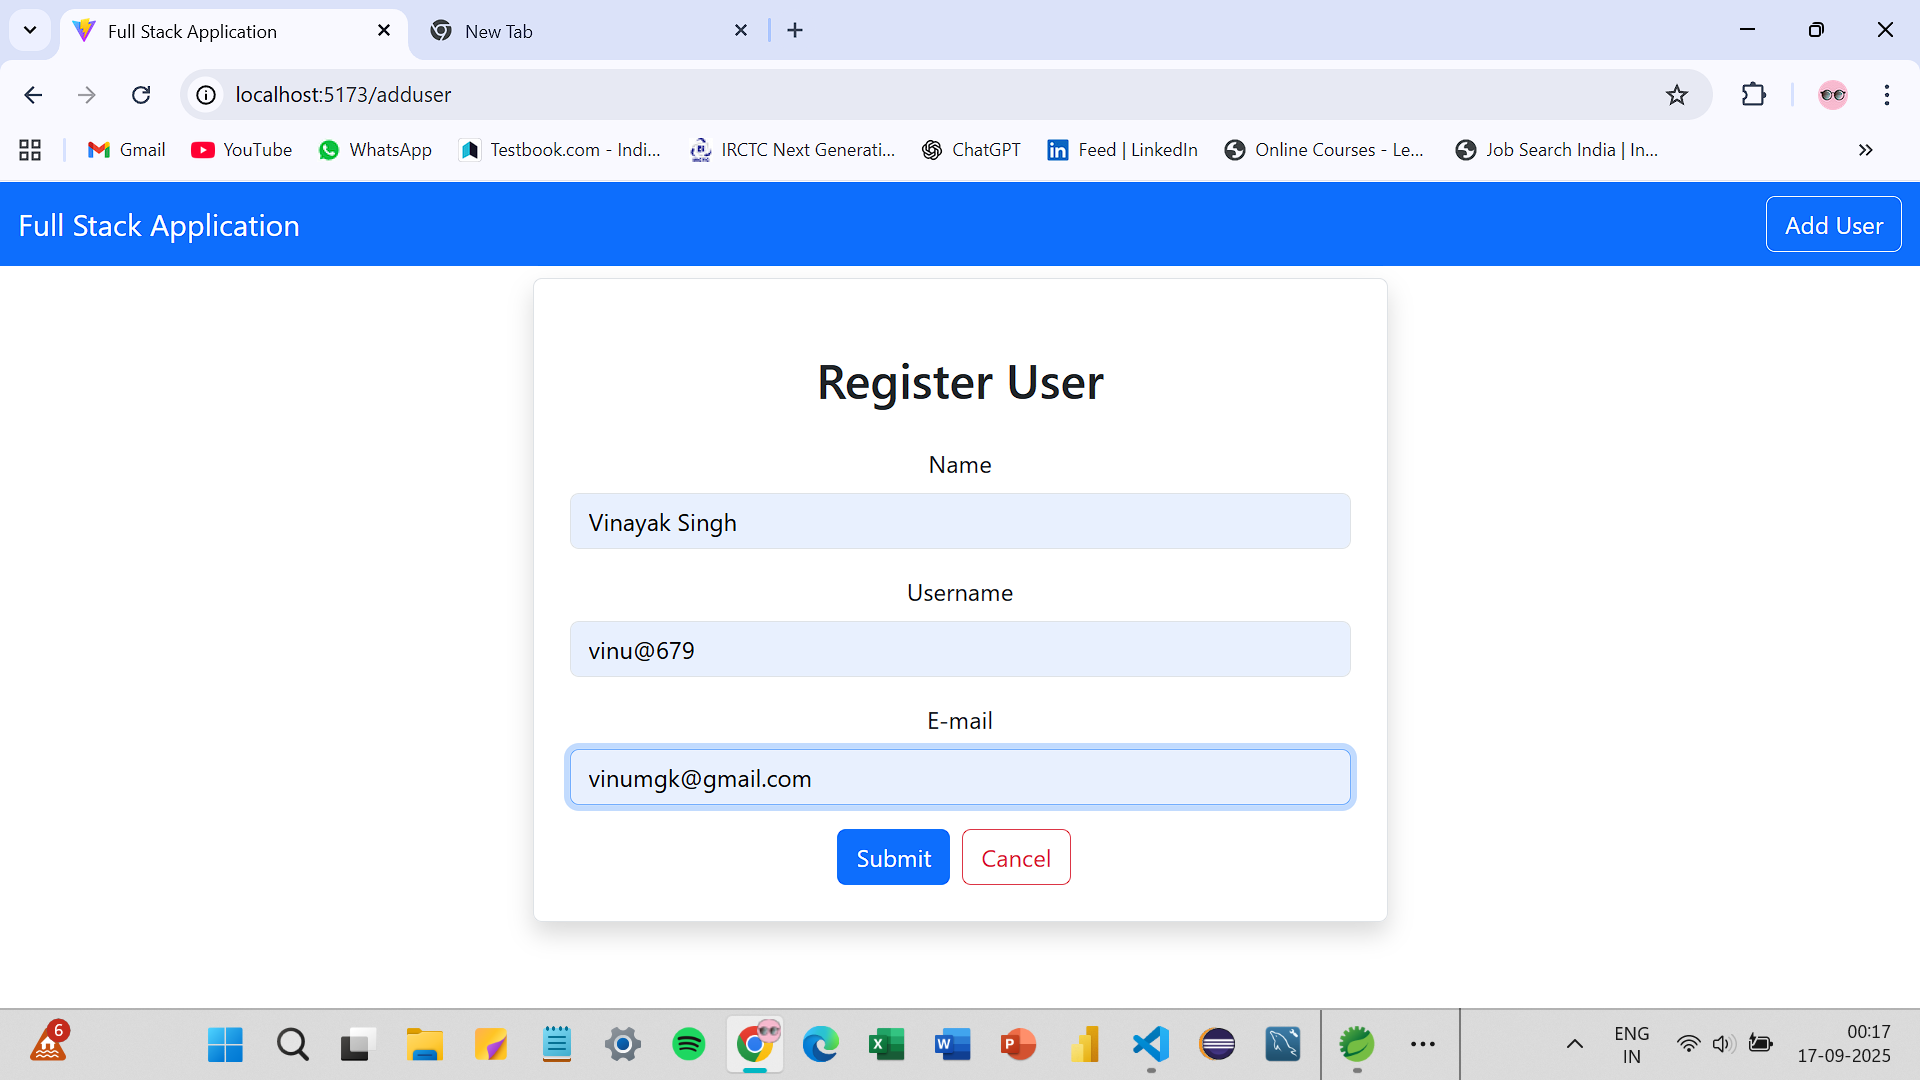 Full Stack Application
New Tab
localhost:5173/adduser
Gmail
YouTube
WhatsApp
Testbook.com - Indi...
IRCTC Next Generati...
ChatGPT
Feed | LinkedIn
Online Courses - Le...
Job Search India | In...
Full Stack Application
Add User
Register User
Name
Vinayak Singh
Username
vinu@679
E-mail
vinumgk@gmail.com
Submit
Cancel
6
ENG
IN
00:17
17-09-2025